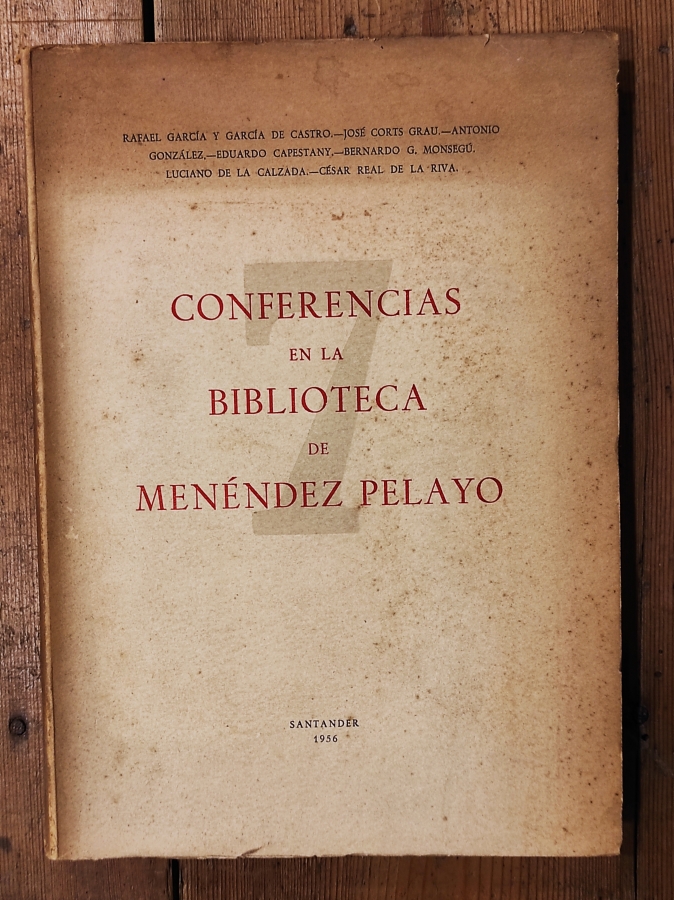 RAFAEL GARCÍA Y GARCÍA DE CASTRO.—JOSÉ CORTS GRAU.—ANTONIO
GONZÁLEZ.—EDUARDO CAPESTANY.—BERNARDO G. MONSEGÚ.
LUCIANO DE LA CALZADA.—CÉSAR REAL DE LA RIVA.
7
CONFERENCIAS
EN LA
BIBLIOTECA
DE
MENÉNDEZ PELAYO
SANTANDER
1956